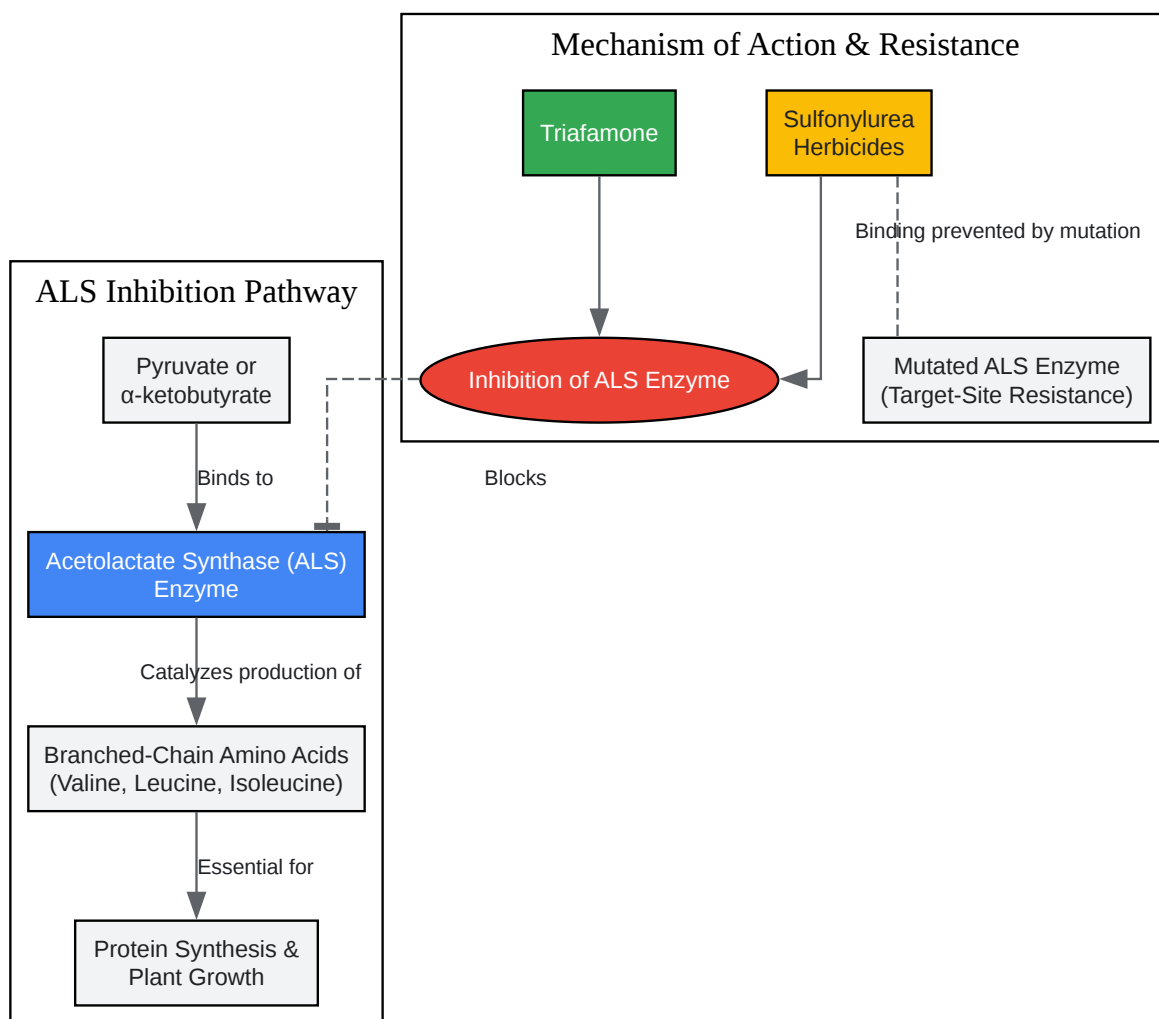 Mechanism of Action & Resistance
Triafamone
Sulfonylurea
Herbicides
Binding prevented by mutation
Inhibition of ALS Enzyme
Mutated ALS Enzyme
(Target-Site Resistance)
Blocks
ALS Inhibition Pathway
Pyruvate or
α-ketobutyrate
Binds to
Acetolactate Synthase (ALS)
Enzyme
Catalyzes production of
Branched-Chain Amino Acids
(Valine, Leucine, Isoleucine)
Essential for
Protein Synthesis &
Plant Growth